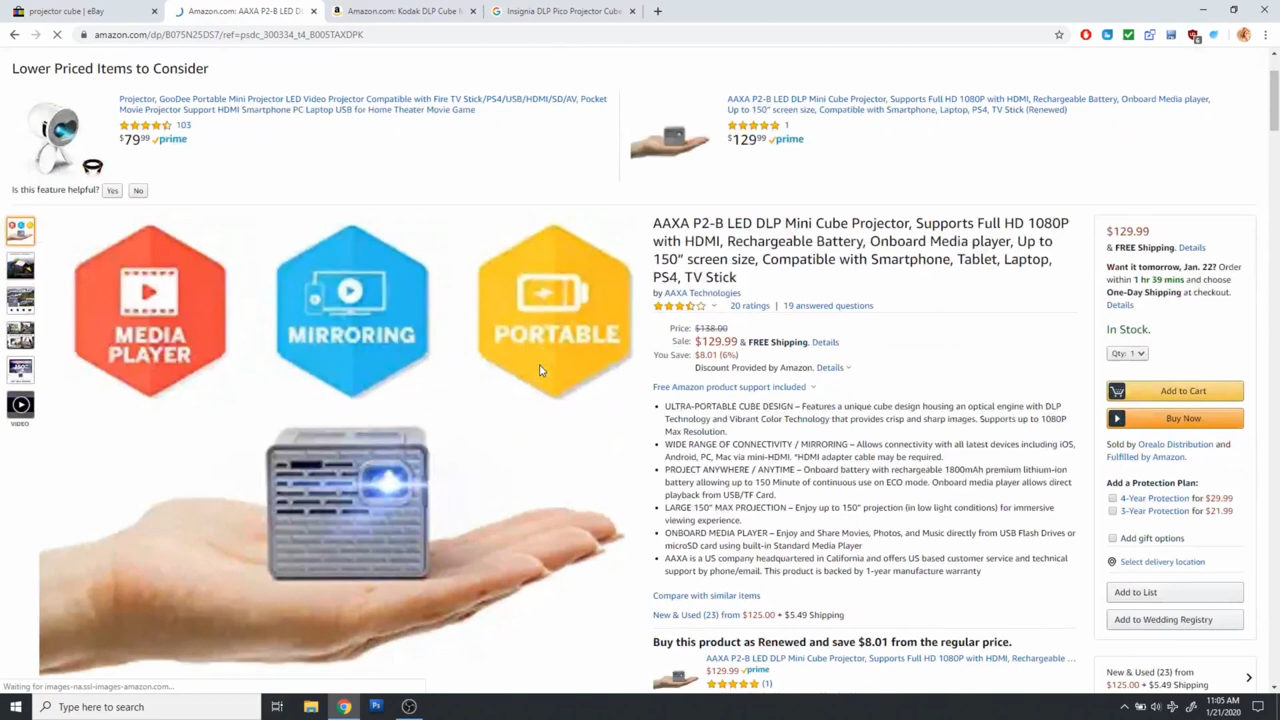 projector cube | eBay
Amazon.com: AAXA P2-B LED D
Amazon.com: Kodak DLP Cube M
Insignia DLP Pico Projector Cube
amazon.com/dp/B075N25DS7/ref=psdc_300334_t4_B005TAXDPK
Lower Priced Items to Consider
Projector, GooDee Portable Mini Projector LED Video Projector Compatible with Fire TV Stick/PS4/USB/HDMI/SD/AV, Pocket
Movie Projector Support HDMI Smartphone PC Laptop USB for Home Theater Movie Game
103
$79.99 prime
AAXA P2-B LED DLP Mini Cube Projector, Supports Full HD 1080P with HDMI, Rechargeable Battery, Onboard Media player,
Up to 150" screen size, Compatible with Smartphone, Laptop, PS4, TV Stick (Renewed)
1
$129.99 prime
Is this feature helpful? Yes No
MEDIA
PLAYER
MIRRORING
PORTABLE
VIDEO
AAXA P2-B LED DLP Mini Cube Projector, Supports Full HD 1080P
with HDMI, Rechargeable Battery, Onboard Media player, Up to
150” screen size, Compatible with Smartphone, Tablet, Laptop,
PS4, TV Stick
by AAXA Technologies
20 ratings | 19 answered questions
Price: $138.00
Sale: $129.99 & FREE Shipping. Details
You Save: $8.01 (6%)
Discount Provided by Amazon. Details
Free Amazon product support included
• ULTRA-PORTABLE CUBE DESIGN – Features a unique cube design housing an optical engine with DLP
Technology and Vibrant Color Technology that provides crisp and sharp images. Supports up to 1080P
Max Resolution.
• WIDE RANGE OF CONNECTIVITY / MIRRORING – Allows connectivity with all latest devices including iOS,
Android, PC, Mac via mini-HDMI. *HDMI adapter cable may be required.
• PROJECT ANYWHERE / ANYTIME – Onboard battery with rechargeable 1800mAh premium lithium-ion
battery allowing up to 150 Minute of continuous use on ECO mode. Onboard media player allows direct
playback from USB/TF Card.
• LARGE 150" MAX PROJECTION – Enjoy up to 150" projection (in low light conditions) for immersive
viewing experience.
• ONBOARD MEDIA PLAYER – Enjoy and Share Movies, Photos, and Music directly from USB Flash Drives or
microSD card using built-in Standard Media Player
• AAXA is a US company headquartered in California and offers US based customer service and technical
support by phone/email. This product is backed by 1-year manufacture warranty
Compare with similar items
New & Used (23) from $125.00 + $5.49 Shipping
Buy this product as Renewed and save $8.01 from the regular price.
AAXA P2-B LED DLP Mini Cube Projector, Supports Full HD 1080P with HDMI, Rechargeable ...
$129.99 prime
(1)
$129.99
& FREE Shipping. Details
Want it tomorrow, Jan. 22? Order
within 1 hr 39 mins and choose
One-Day Shipping at checkout.
Details
In Stock.
Qty: 1
Add to Cart
Buy Now
Sold by Orealo Distribution and
Fulfilled by Amazon.
Add a Protection Plan:
4-Year Protection for $29.99
3-Year Protection for $21.99
Add gift options
Select delivery location
Add to List
Add to Wedding Registry
New & Used (23) from
$125.00 + $5.49 Shipping
Waiting for images-na.ssl-images-amazon.com...
Type here to search
11:05 AM
1/21/2020